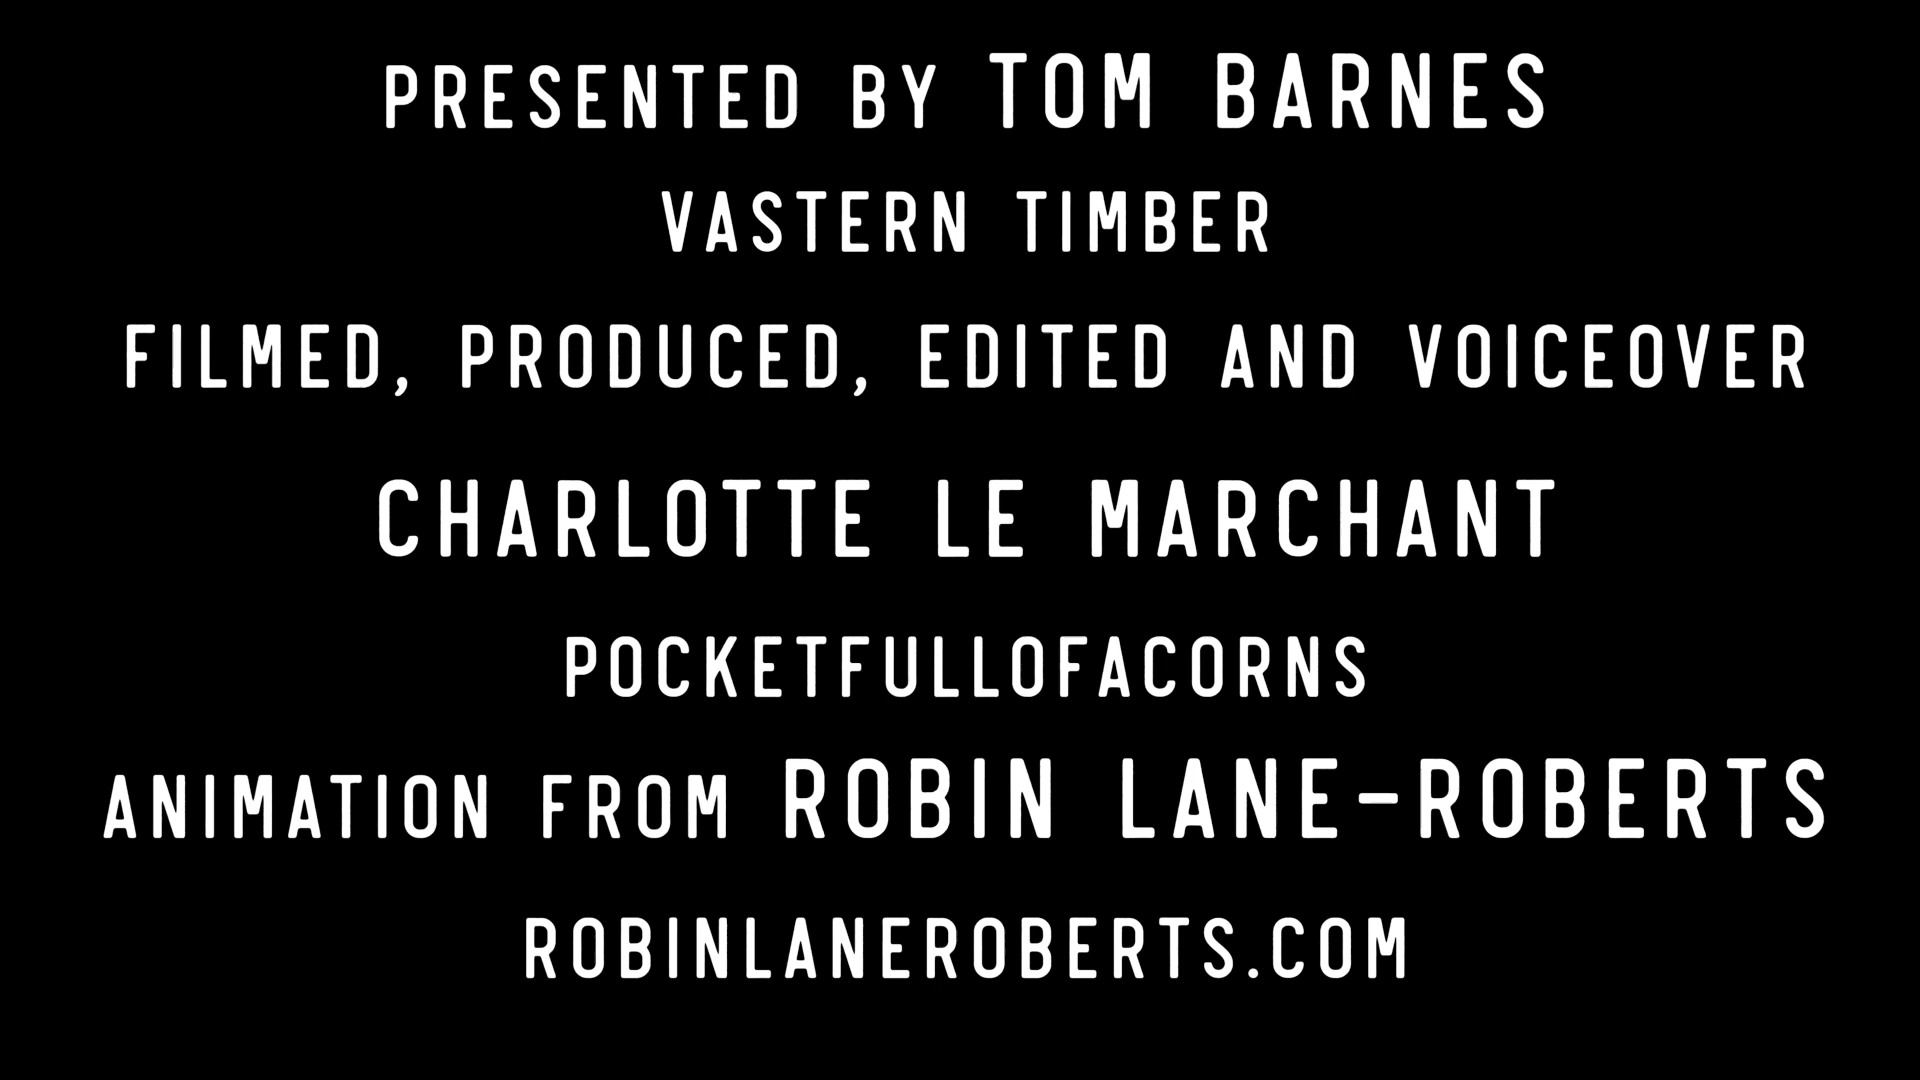 PRESENTED BY TOM BARNES
VASTERN TIMBER
FILMED, PRODUCED, EDITED AND VOICEOVER
CHARLOTTE LE MARCHANT
POCKETFULLOFACORNS
ANIMATION FROM ROBIN LANE-ROBERTS
ROBINLANEROBERTS.COM